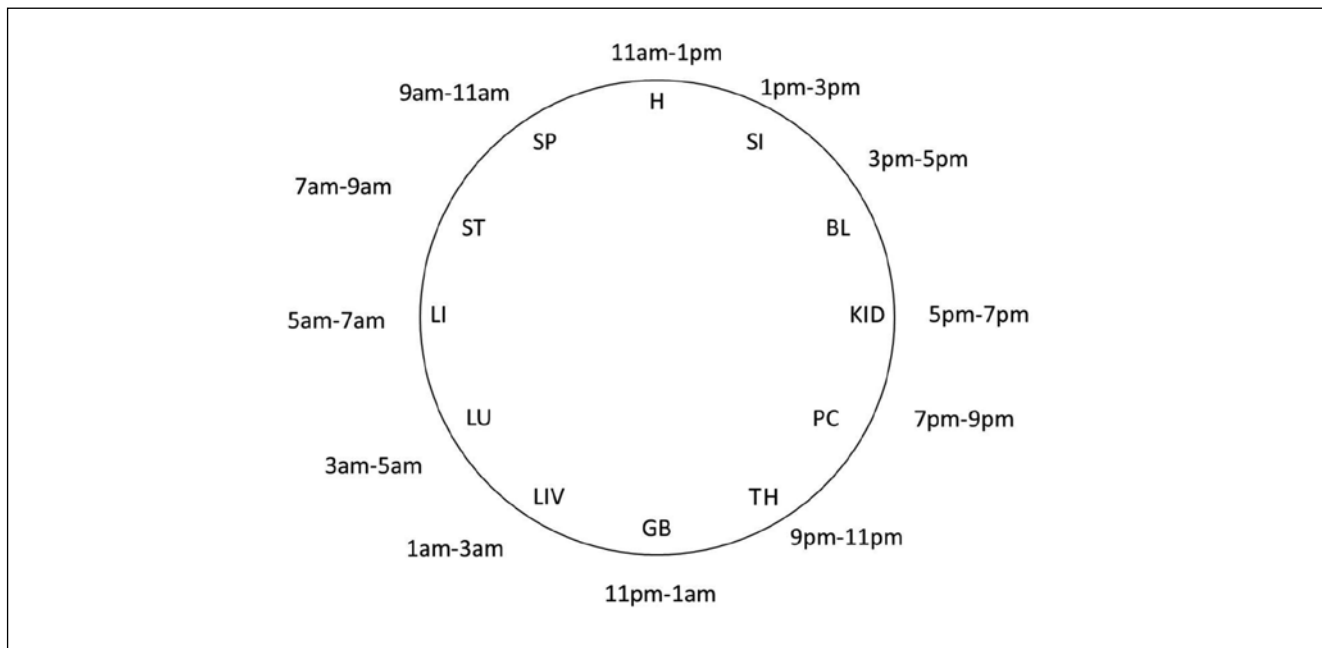 11am-1pm
9am-11am
1pm-3pm
H
SP
SI
3pm-5pm
7am-9am
ST
BL
5am-7am
LI
KID
5pm-7pm
LU
PC
7pm-9pm
3am-5am
LIV
TH
GB
9pm-11pm
1am-3am
11pm-1am